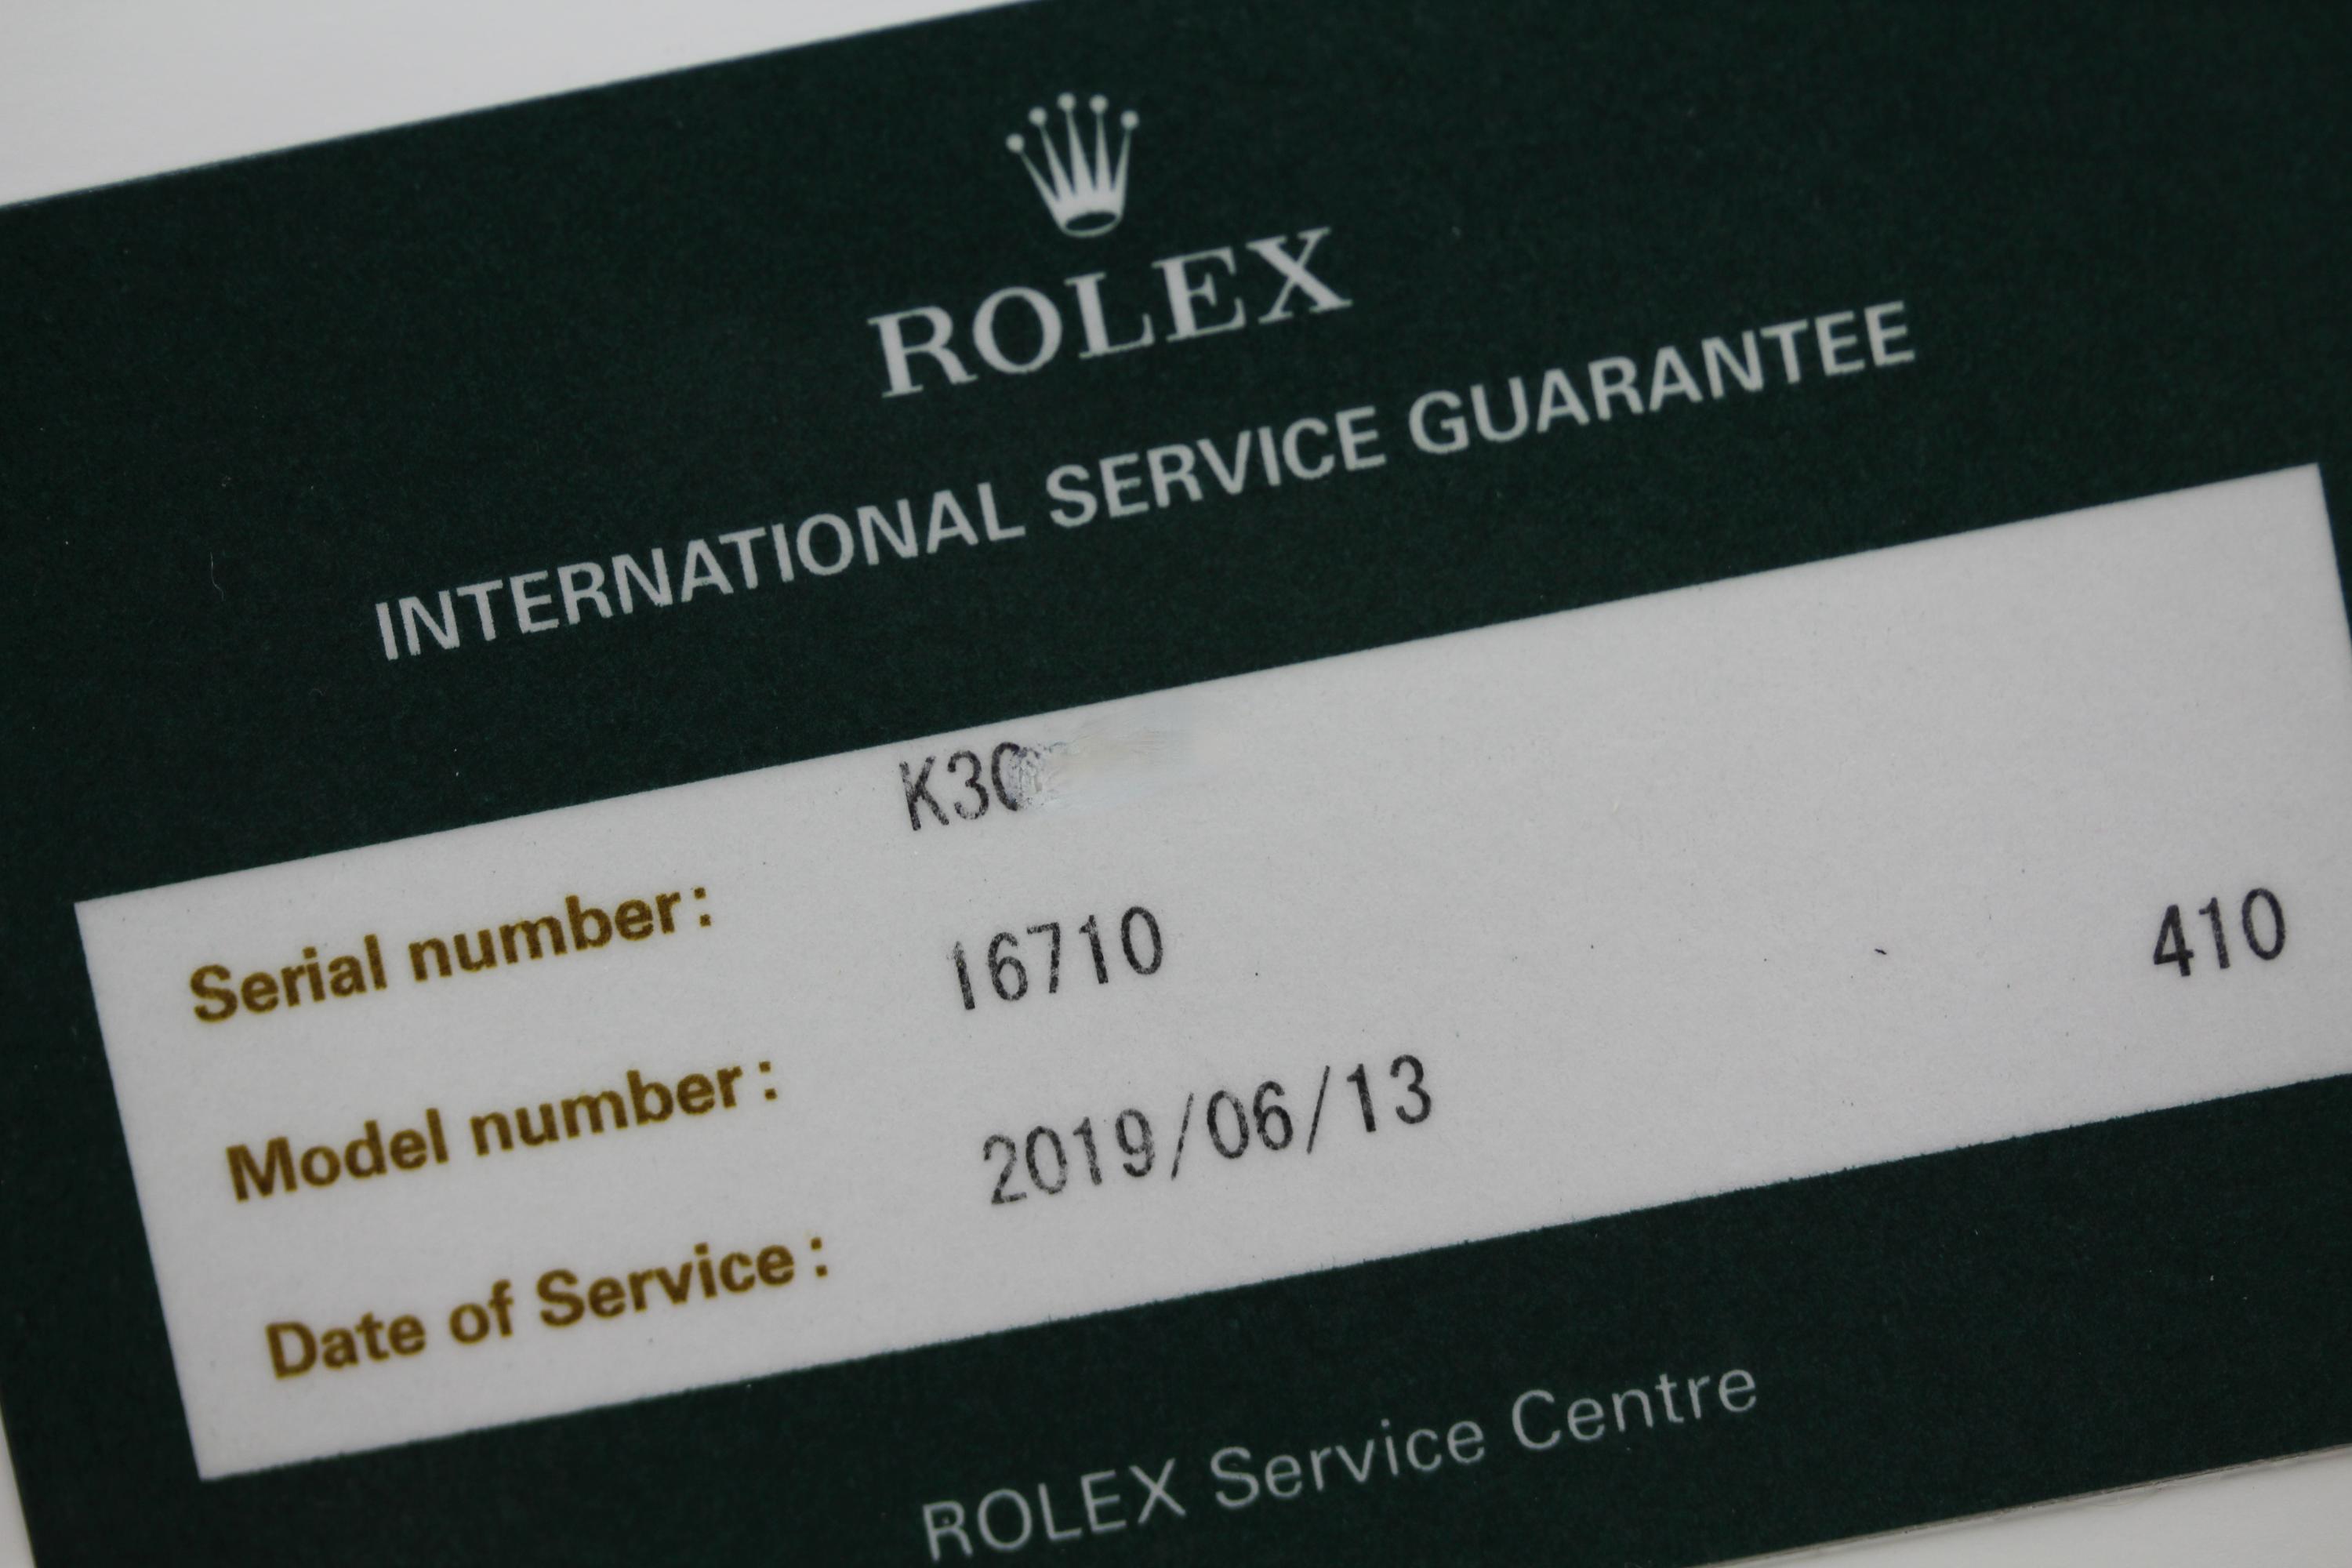 ROLEX
INTERNATIONAL SERVICE GUARANTEE
Serial number: K30
Model number: 16710 410
Date of Service: 2019/06/13
ROLEX Service Centre